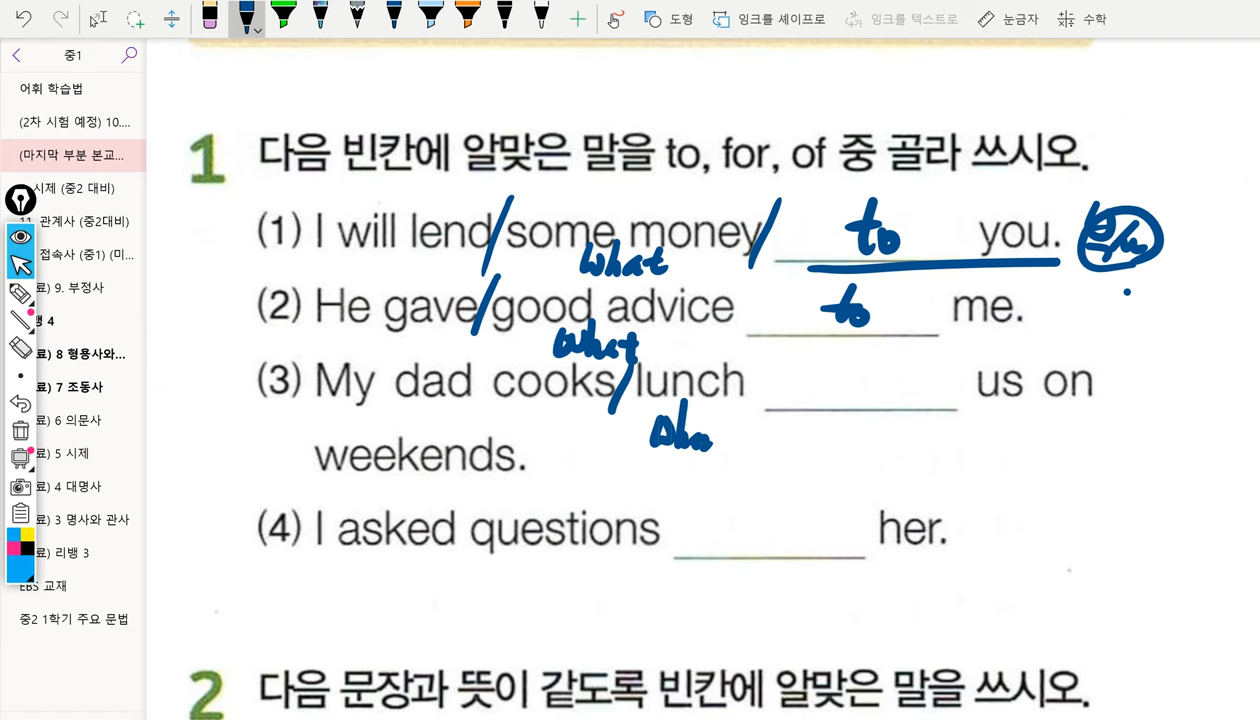 도형 잉크를 셰이프로 잉크를 텍스트로 눈금자 수학
중1
어휘 학습법
(2차 시험 예정) 10....
(마지막 부분 본교...
시제 (중2 대비)
11. 관계사 (중2대비)
접속사 (중1) (미...
료) 9. 부정사
뱅 4
료) 8 형용사와...
료) 7 조동사
료) 6 의문사
료) 5 시제
료) 4 대명사
료) 3 명사와 관사
료) 리뱅 3
EBS 교재
중2 1학기 주요 문법
1 다음 빈칸에 알맞은 말을 to, for, of 중 골라 쓰시오.
(1) I will lend / some money / to you.
what
(2) He gave / good advice to me.
what
(3) My dad cooks / lunch us on
weekends.
(4) I asked questions her.
2 다음 문장과 뜻이 같도록 빈칸에 알맞은 말을 쓰시오.